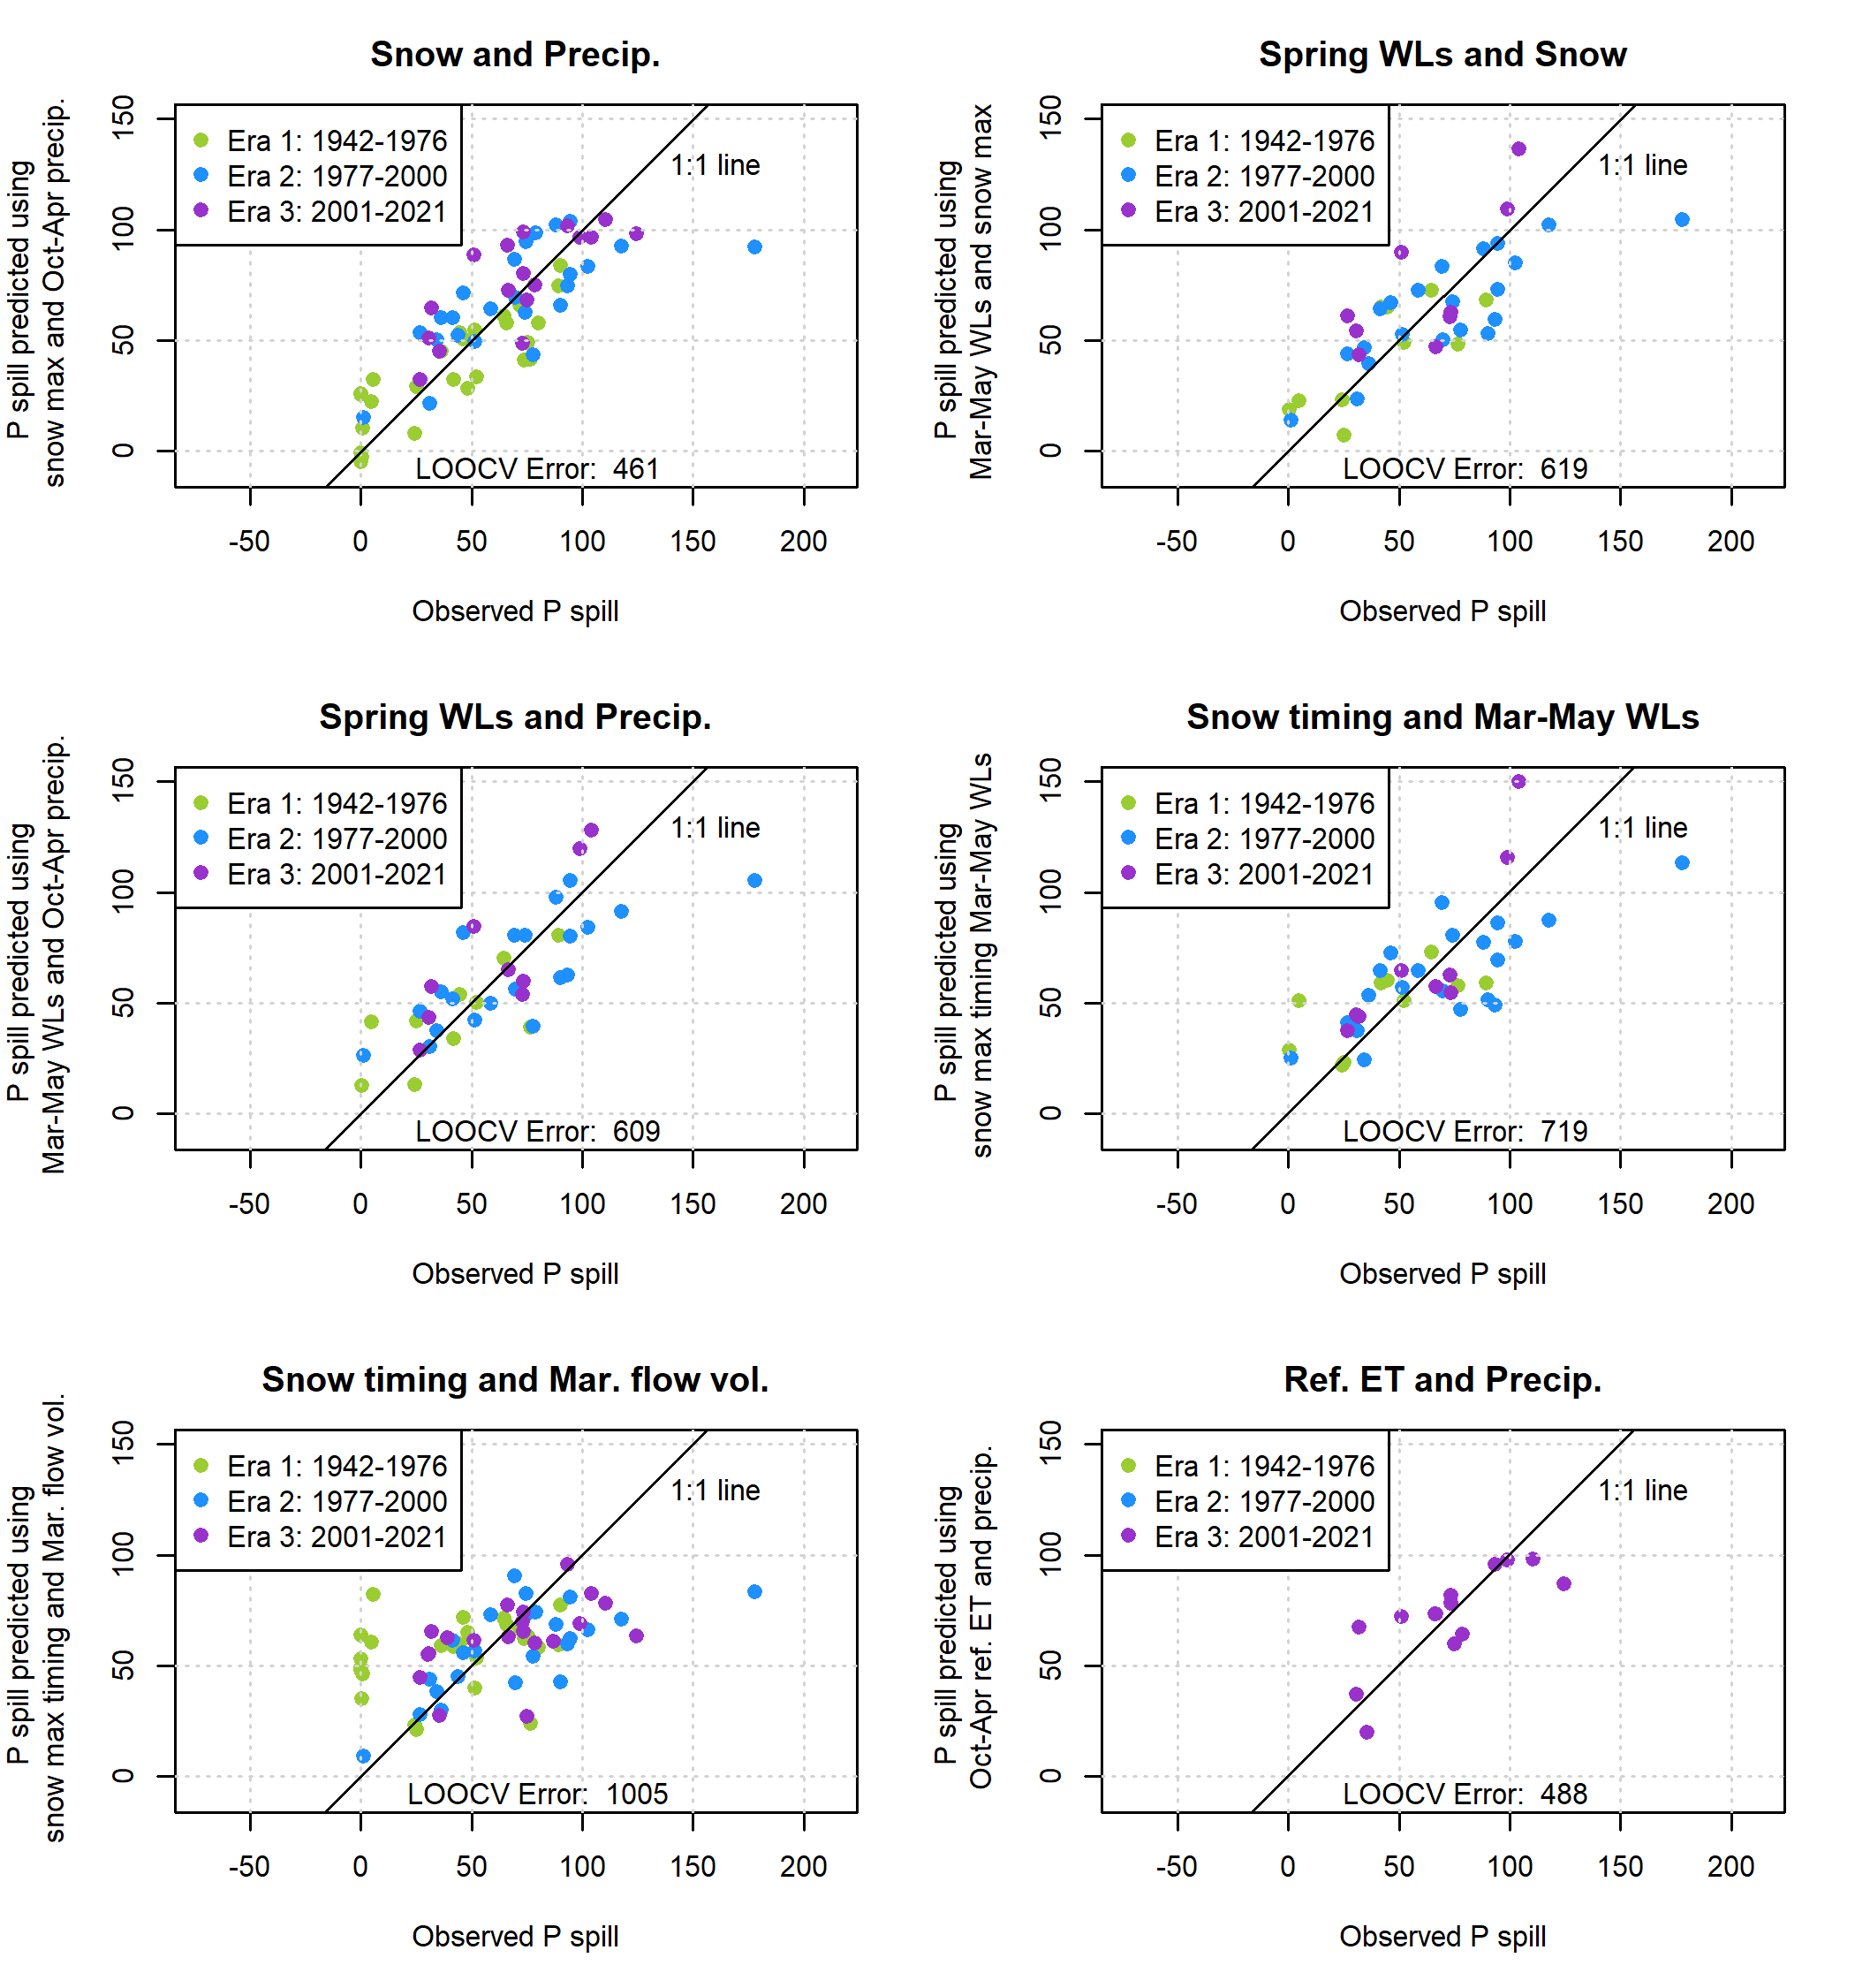 Snow and Precip.
P spill predicted using
snow max and Oct-Apr precip.
150
100
50
0
Era 1: 1942-1976
Era 2: 1977-2000
Era 3: 2001-2021
1:1 line
LOOCV Error: 461
-50 0 50 100 150 200
Observed P spill
Spring WLs and Snow
P spill predicted using
Mar-May WLs and snow max
150
100
50
0
Era 1: 1942-1976
Era 2: 1977-2000
Era 3: 2001-2021
1:1 line
LOOCV Error: 619
-50 0 50 100 150 200
Observed P spill
Spring WLs and Precip.
P spill predicted using
Mar-May WLs and Oct-Apr precip.
150
100
50
0
Era 1: 1942-1976
Era 2: 1977-2000
Era 3: 2001-2021
1:1 line
LOOCV Error: 609
-50 0 50 100 150 200
Observed P spill
Snow timing and Mar-May WLs
P spill predicted using
snow max timing Mar-May WLs
150
100
50
0
Era 1: 1942-1976
Era 2: 1977-2000
Era 3: 2001-2021
1:1 line
LOOCV Error: 719
-50 0 50 100 150 200
Observed P spill
Snow timing and Mar. flow vol.
P spill predicted using
snow max timing and Mar. flow vol.
150
100
50
0
Era 1: 1942-1976
Era 2: 1977-2000
Era 3: 2001-2021
1:1 line
LOOCV Error: 1005
-50 0 50 100 150 200
Observed P spill
Ref. ET and Precip.
P spill predicted using
Oct-Apr ref. ET and precip.
150
100
50
0
Era 1: 1942-1976
Era 2: 1977-2000
Era 3: 2001-2021
1:1 line
LOOCV Error: 488
-50 0 50 100 150 200
Observed P spill